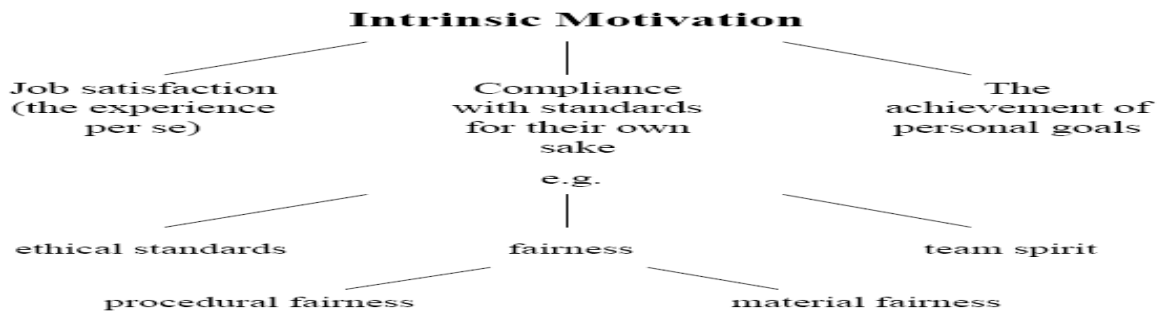 Intrinsic Motivation
Job satisfaction
(the experience
per se)
Compliance
with standards
for their own
sake
e.g.
The
achievement of
personal goals
ethical standards
fairness
team spirit
procedural fairness
material fairness